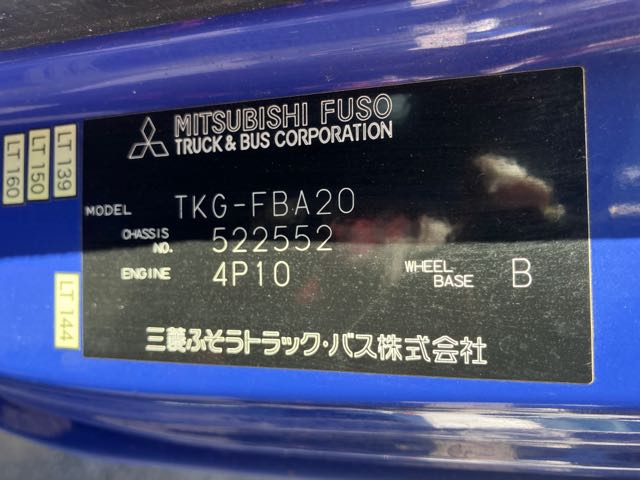 MITSUBISHI FUSO
TRUCK & BUS CORPORATION
MODEL TKG-FBA20
CHASSIS NO. 522552
ENGINE 4P10 WHEEL BASE B
三菱ふそうトラック・バス株式会社
LT 160
LT 150
LT 139
LT 144